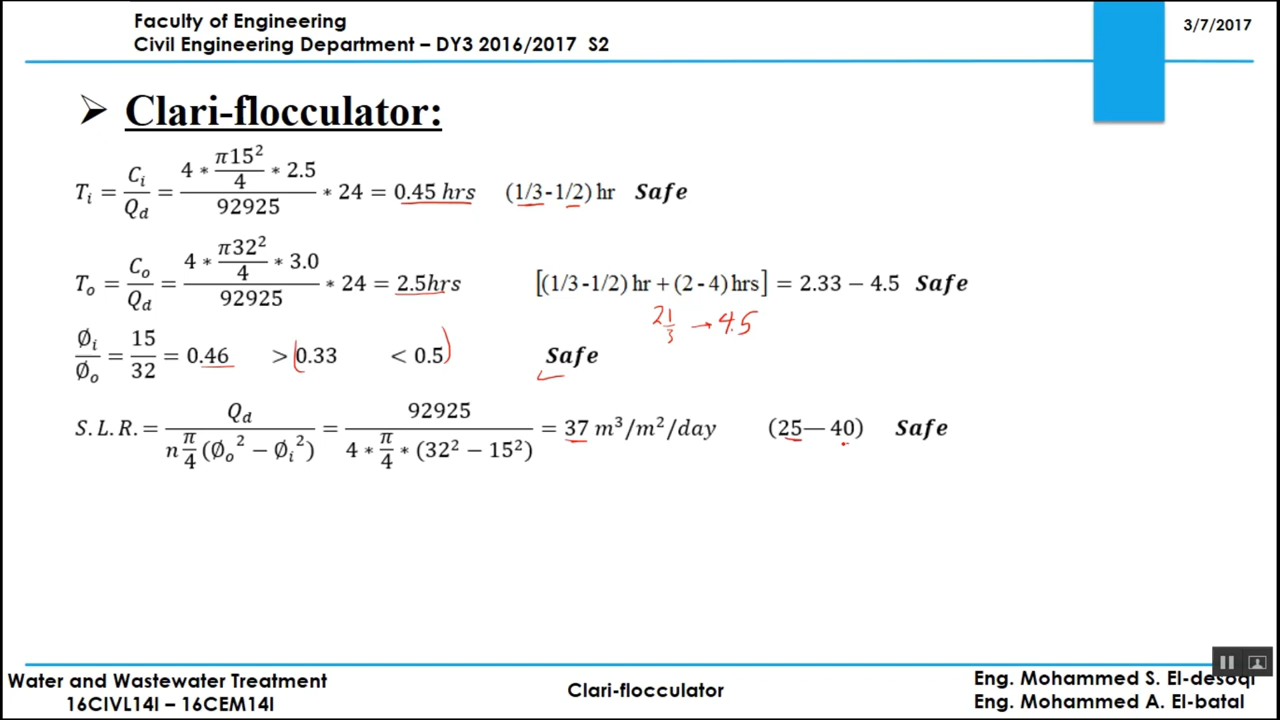 Faculty of Engineering
Civil Engineering Department – DY3 2016/2017 S2
3/7/2017
➢ Clari-flocculator:
T_i = C_i/Q_d = (4 * (π15²/4) * 2.5)/92925 * 24 = 0.45 hrs (1/3-1/2) hr Safe
T_o = C_o/Q_d = (4 * (π32²/4) * 3.0)/92925 * 24 = 2.5hrs [(1/3-1/2) hr + (2 - 4) hrs] = 2.33 − 4.5 Safe
2 1/3 → 4.5
Ø_i/Ø_o = 15/32 = 0.46 > (0.33 < 0.5) Safe
S.L.R. = Q_d/(n (π/4) (Ø_o² − Ø_i²)) = 92925/(4 * (π/4) * (32² − 15²)) = 37 m³/m²/day (25— 40) Safe
Water and Wastewater Treatment
16CIVL14I – 16CEM14I
Clari-flocculator
Eng. Mohammed S. El-desoqi
Eng. Mohammed A. El-batal